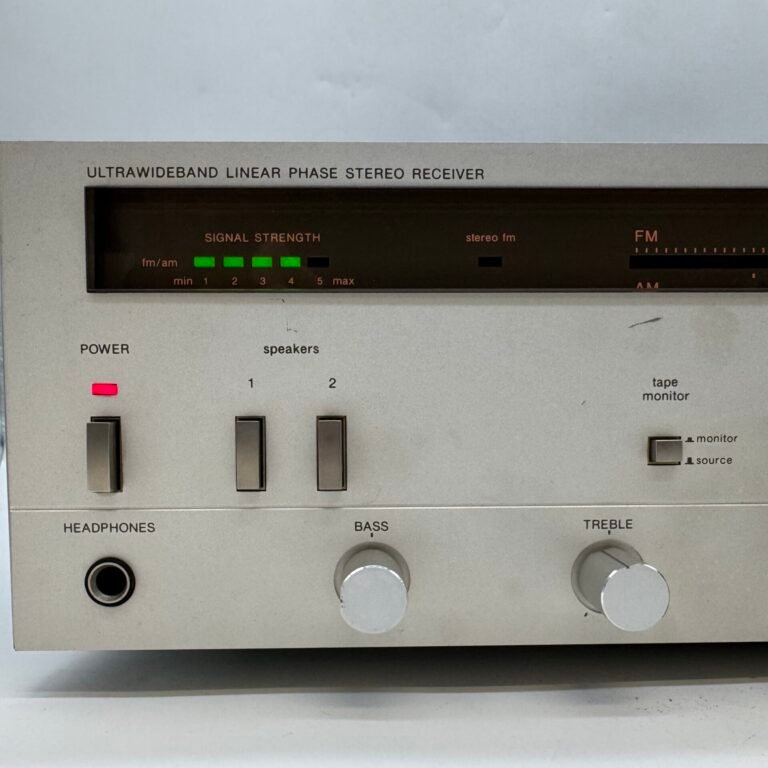 ULTRAWIDEBAND LINEAR PHASE STEREO RECEIVER
SIGNAL STRENGTH
stereo fm
FM
fm/am
min 1 2 3 4 5 max
AM
POWER
speakers
1 2
tape
monitor
monitor
source
HEADPHONES
BASS
TREBLE